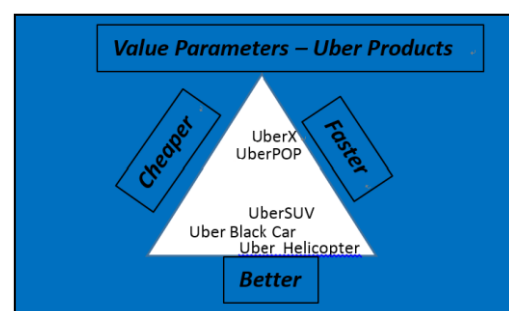 Value Parameters – Uber Products
Cheaper
Faster
UberX
UberPOP
UberSUV
Uber Black Car
Uber Helicopter
Better